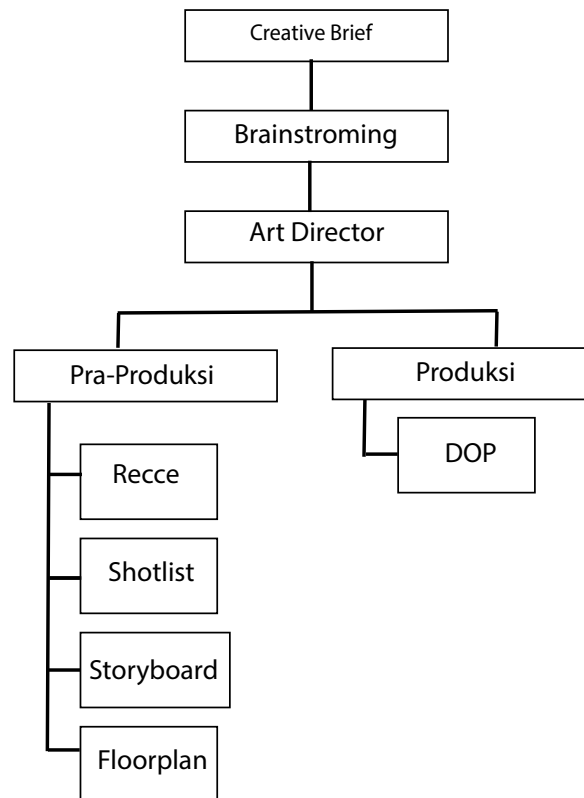 Creative Brief
Brainstroming
Art Director
Pra-Produksi
Produksi
Recce
DOP
Shotlist
Storyboard
Floorplan